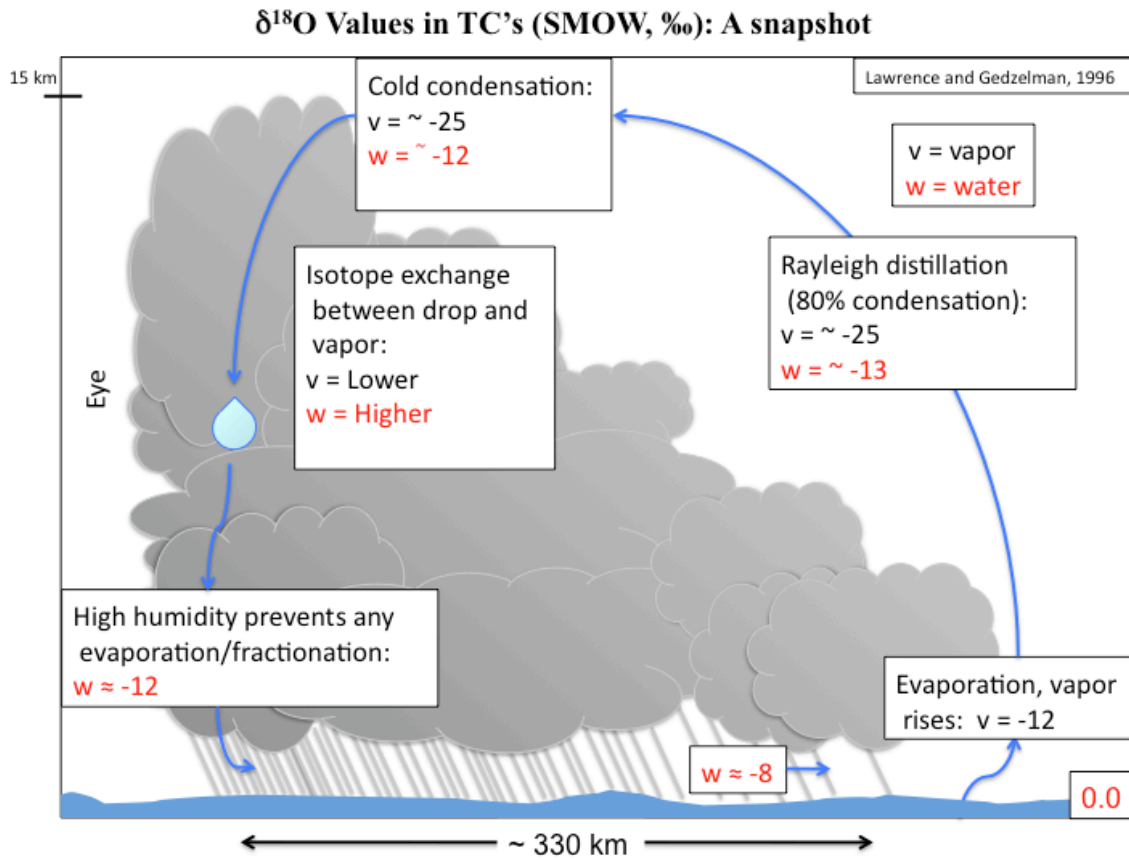 δ¹⁸O Values in TC's (SMOW, ‰): A snapshot
15 km
Cold condensation:
v = ~ -25
w = ~ -12
Lawrence and Gedzelman, 1996
v = vapor
w = water
Isotope exchange
between drop and
vapor:
v = Lower
w = Higher
Rayleigh distillation
(80% condensation):
v = ~ -25
w = ~ -13
Eye
High humidity prevents any
evaporation/fractionation:
w ≈ -12
Evaporation, vapor
rises: v = -12
w ≈ -8
0.0
~ 330 km